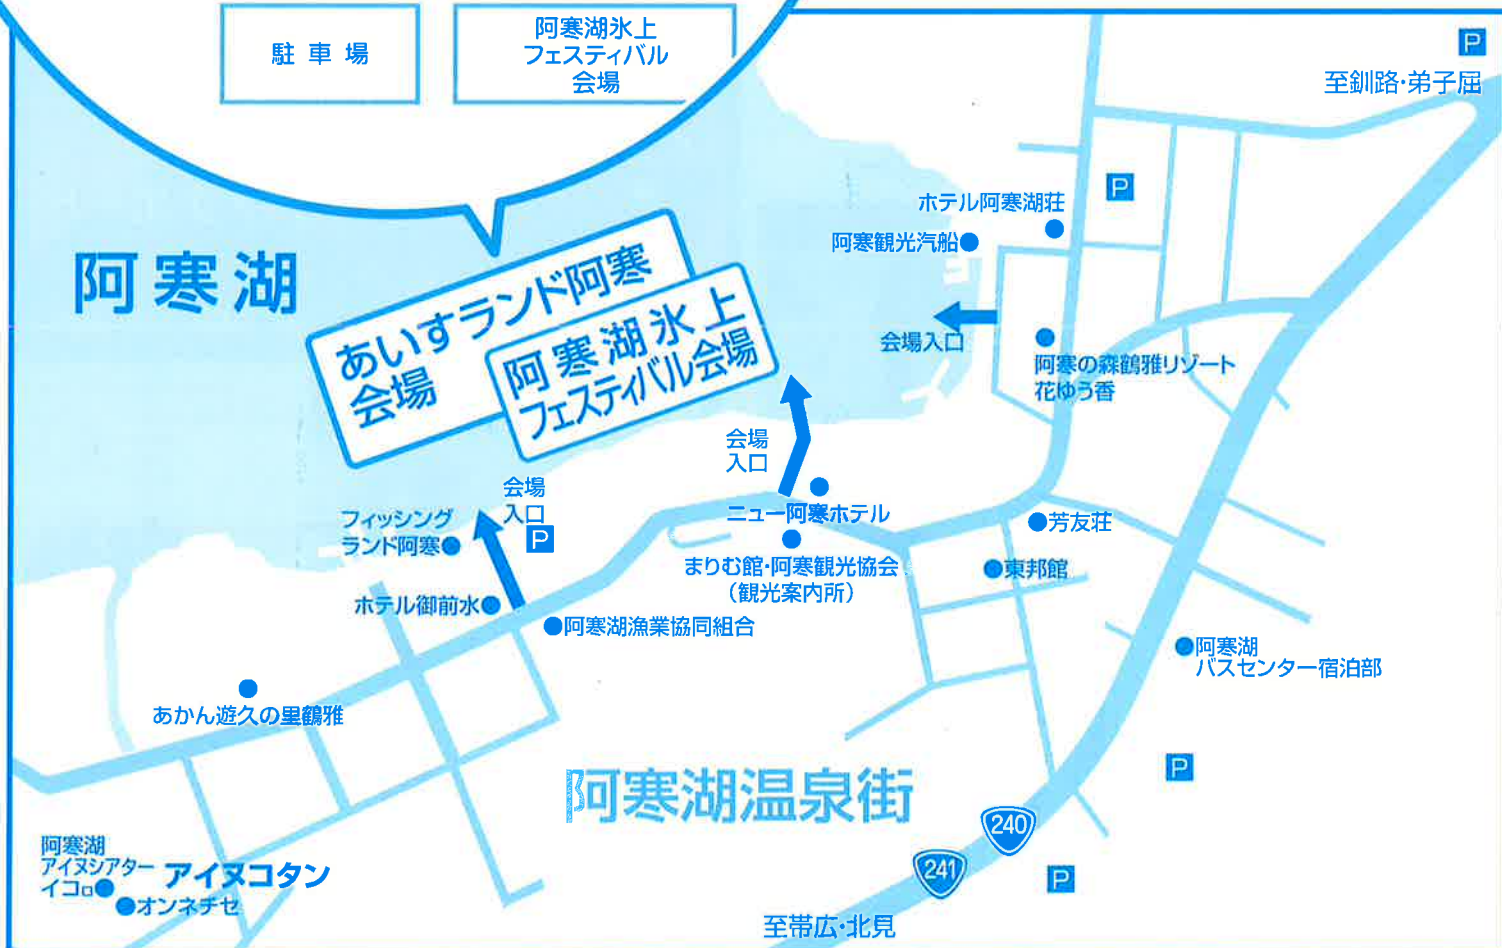 駐車場
阿寒湖氷上
フェスティバル
会場
P
至釧路・弟子屈
P
ホテル阿寒湖荘
阿寒観光汽船
阿寒湖
あいすランド阿寒
会場
阿寒湖氷上
フェスティバル会場
会場入口
阿寒の森鶴雅リゾート
花ゆう香
会場
入口
会場
入口
P
フィッシング
ランド阿寒
ニュー阿寒ホテル
芳友荘
まりむ館・阿寒観光協会
（観光案内所）
東邦館
ホテル御前水
阿寒湖漁業協同組合
阿寒湖
バスセンター宿泊部
あかん遊久の里鶴雅
阿寒湖温泉街
P
240
241
P
阿寒湖
アイヌシアター
イコロ
アイヌコタン
オンネチセ
至帯広・北見